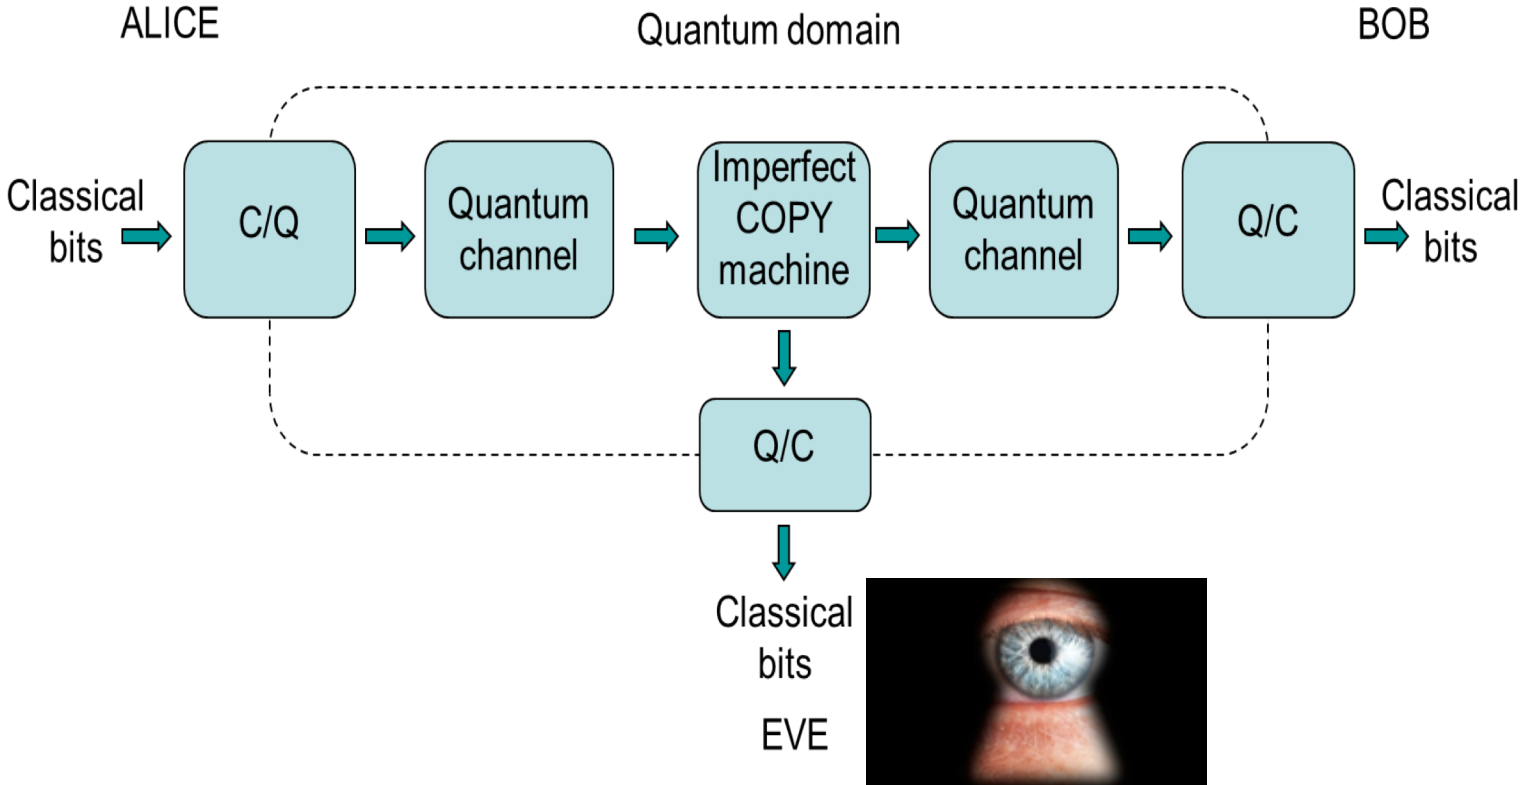 ALICE
Quantum domain
BOB
Classical
bits
C/Q
Quantum
channel
Imperfect
COPY
machine
Quantum
channel
Q/C
Classical
bits
Q/C
Classical
bits
EVE